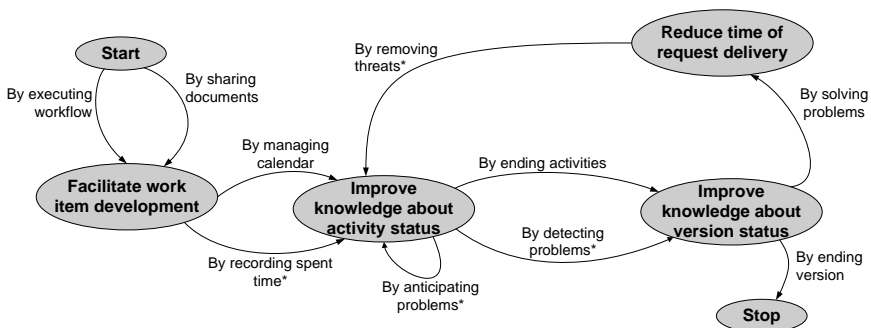 Start
By executing
workflow
By sharing
documents
Facilitate work
item development
By managing
calendar
By recording spent
time*
By removing
threats*
Improve
knowledge about
activity status
By anticipating
problems*
By ending activities
By detecting
problems*
Reduce time of
request delivery
By solving
problems
Improve
knowledge about
version status
By ending
version
Stop